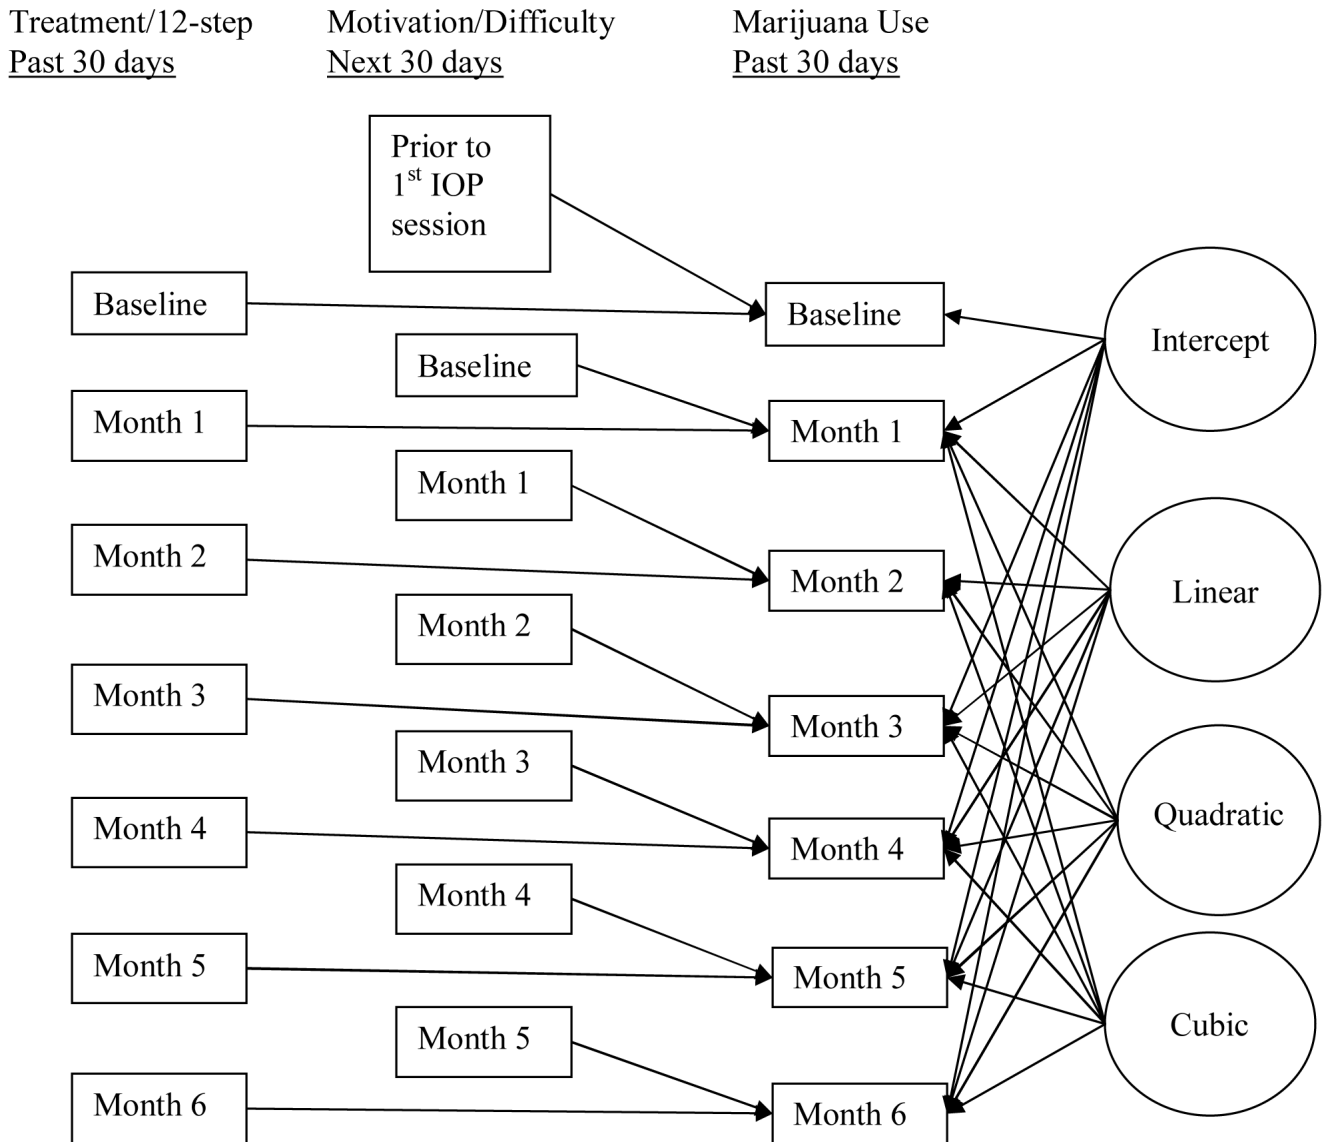 Treatment/12-step
Past 30 days
Motivation/Difficulty
Next 30 days
Marijuana Use
Past 30 days
Prior to
1st IOP
session
Baseline
Month 1
Month 2
Month 3
Month 4
Month 5
Month 6
Baseline
Month 1
Month 2
Month 3
Month 4
Month 5
Baseline
Month 1
Month 2
Month 3
Month 4
Month 5
Month 6
Intercept
Linear
Quadratic
Cubic